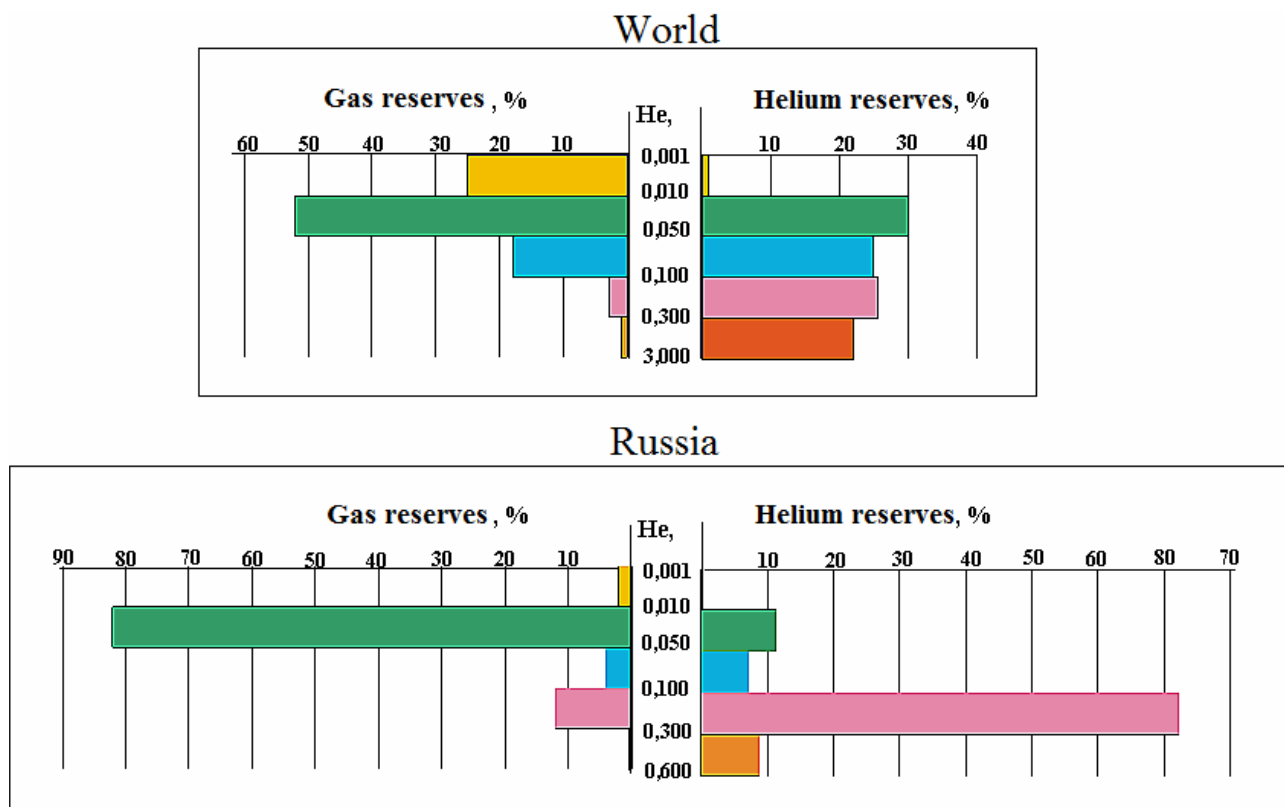 World
Gas reserves , %
Helium reserves, %
He,
60 50 40 30 20 10
10 20 30 40
0,001
0,010
0,050
0,100
0,300
3,000
Russia
Gas reserves , %
Helium reserves, %
He,
90 80 70 60 50 40 30 20 10
10 20 30 40 50 60 80 70
0,001
0,010
0,050
0,100
0,300
0,600